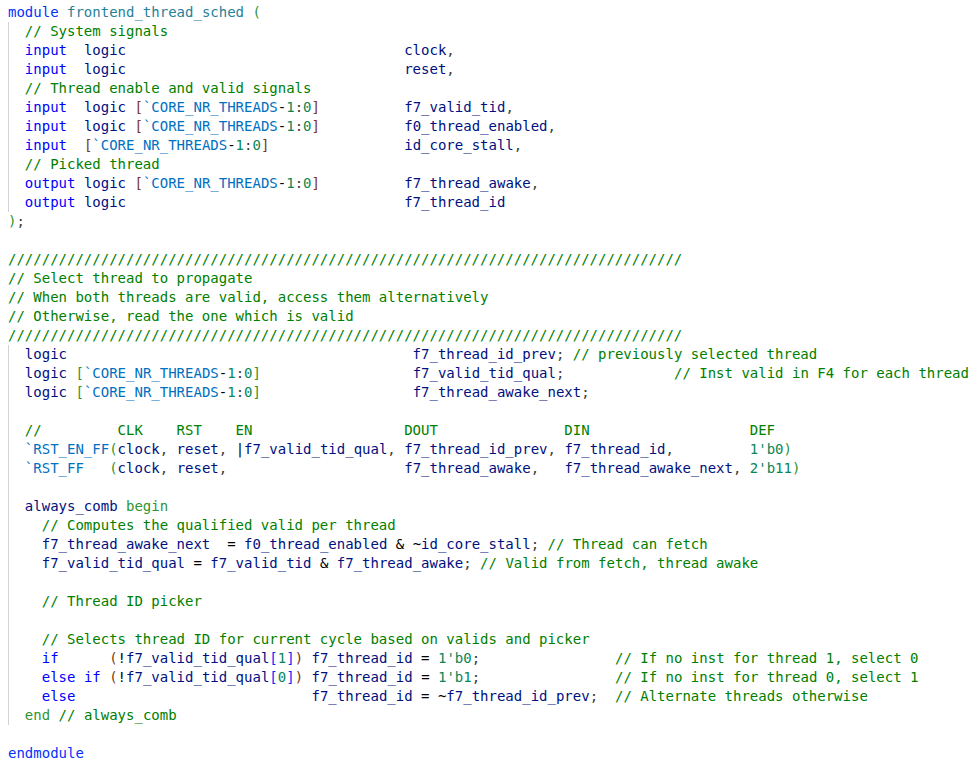 module frontend_thread_sched (
  // System signals
  input  logic                                 clock,
  input  logic                                 reset,
  // Thread enable and valid signals
  input  logic [`CORE_NR_THREADS-1:0]          f7_valid_tid,
  input  logic [`CORE_NR_THREADS-1:0]          f0_thread_enabled,
  input  [`CORE_NR_THREADS-1:0]                id_core_stall,
  // Picked thread
  output logic [`CORE_NR_THREADS-1:0]          f7_thread_awake,
  output logic                                 f7_thread_id
);

////////////////////////////////////////////////////////////////////////////////
// Select thread to propagate
// When both threads are valid, access them alternatively
// Otherwise, read the one which is valid
////////////////////////////////////////////////////////////////////////////////
  logic                                         f7_thread_id_prev; // previously selected thread
  logic [`CORE_NR_THREADS-1:0]                  f7_valid_tid_qual;             // Inst valid in F4 for each thread
  logic [`CORE_NR_THREADS-1:0]                  f7_thread_awake_next;

  //         CLK    RST    EN                  DOUT               DIN                   DEF
  `RST_EN_FF(clock, reset, |f7_valid_tid_qual, f7_thread_id_prev, f7_thread_id,         1'b0)
  `RST_FF   (clock, reset,                     f7_thread_awake,   f7_thread_awake_next, 2'b11)

  always_comb begin
    // Computes the qualified valid per thread
    f7_thread_awake_next  = f0_thread_enabled & ~id_core_stall; // Thread can fetch
    f7_valid_tid_qual = f7_valid_tid & f7_thread_awake; // Valid from fetch, thread awake

    // Thread ID picker

    // Selects thread ID for current cycle based on valids and picker
    if      (!f7_valid_tid_qual[1]) f7_thread_id = 1'b0;                // If no inst for thread 1, select 0
    else if (!f7_valid_tid_qual[0]) f7_thread_id = 1'b1;                // If no inst for thread 0, select 1
    else                            f7_thread_id = ~f7_thread_id_prev;  // Alternate threads otherwise
  end // always_comb

endmodule